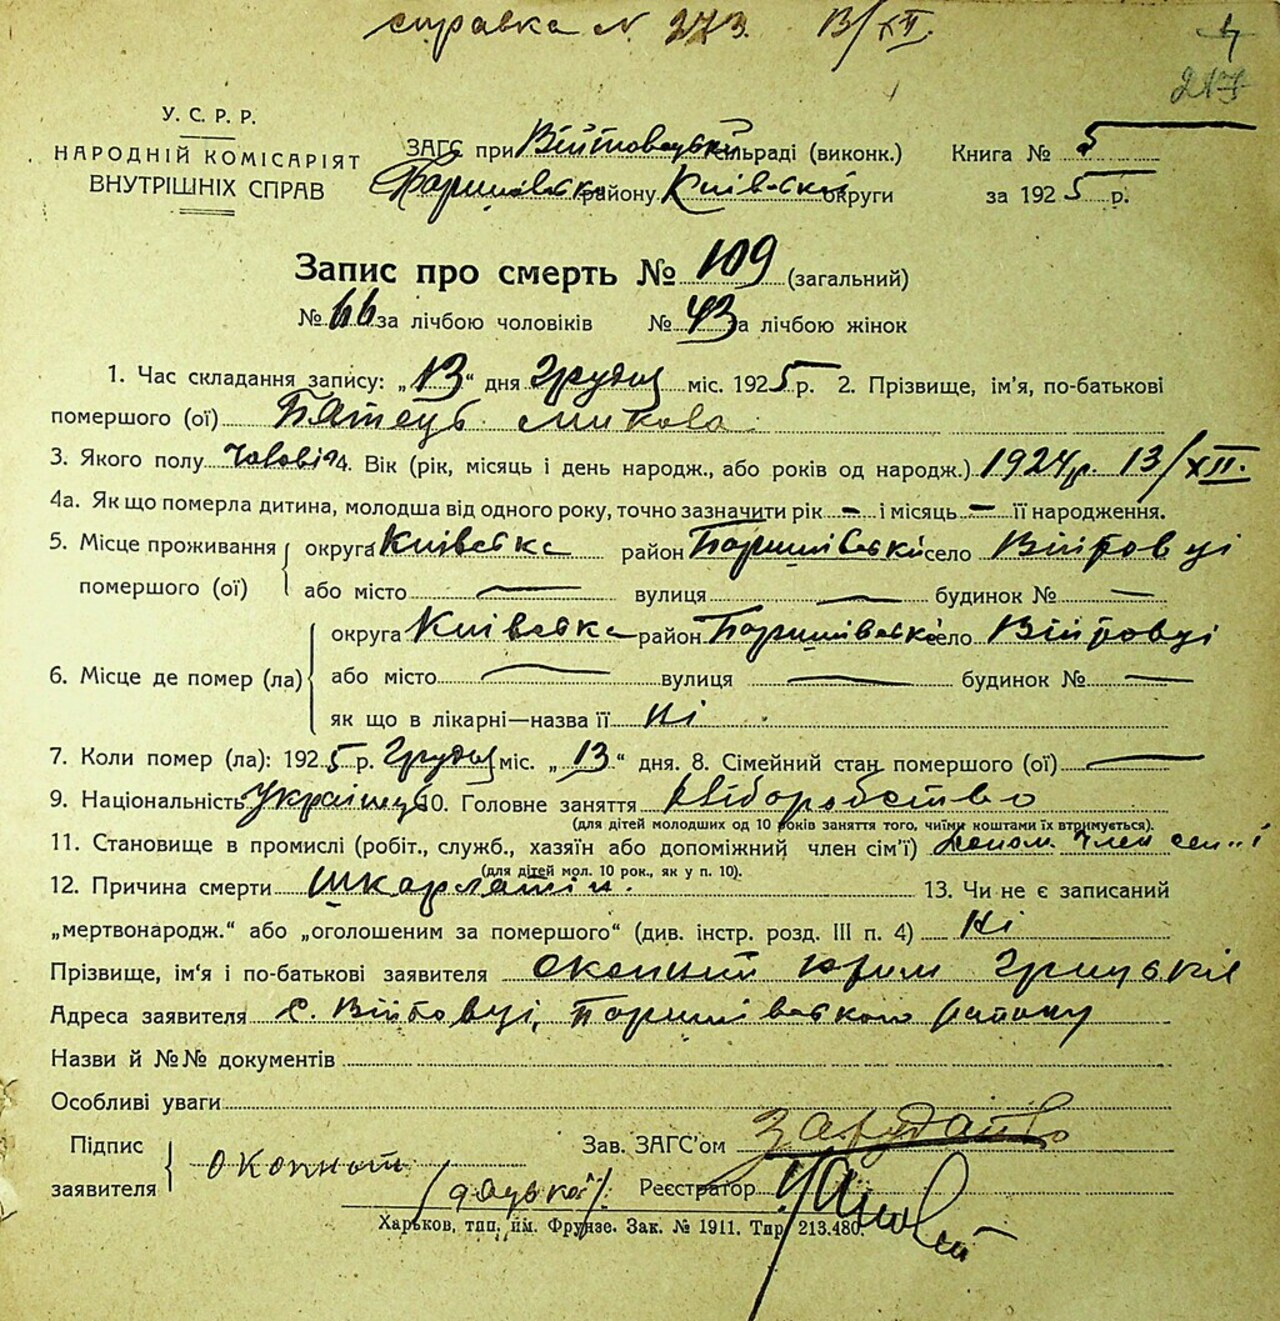 справка N 273. 13/XII.
4
217
У. С. Р. Р.
НАРОДНІЙ КОМІСАРІЯТ
ВНУТРІШНІХ СПРАВ
ЗАГС при Війтовецькій сільраді (виконк.)
району Київської округи
Книга № 5
за 1925 р.
Запис про смерть № 109 (загальний)
№ 66 за лічбою чоловіків № 43 за лічбою жінок
1. Час складання запису: „13“ дня Грудня міс. 1925 р. 2. Прізвище, ім'я, по-батькові
помершого (ої) Микола
3. Якого полу 4. Вік (рік, місяць і день народж., або років од народж.) 1924 р. 13/XII.
4а. Як що померла дитина, молодша від одного року, точно зазначити рік — і місяць — її народження.
5. Місце проживання помершого (ої) округа Київська район село Війтовці
або місто — вулиця — будинок № —
6. Місце де помер (ла) округа Київська район село Війтовці
або місто — вулиця — будинок № —
як що в лікарні—назва її Ні
7. Коли помер (ла): 1925 р. Грудня міс. „13“ дня. 8. Сімейний стан помершого (ої) —
9. Національність Українець 10. Головне заняття хліборобство
(для дітей молодших од 10 років заняття того, чиїми коштами їх втримується).
11. Становище в промислі (робіт., служб., хазяїн або допоміжний член сім'ї) Допом. член сем'ї
(для дітей мол. 10 рок., як у п. 10).
12. Причина смерти Шкарлатін. 13. Чи не є записаний
„мертвонародж.“ або „оголошеним за помершого“ (див. інстр. розд. III п. 4) Ні
Прізвище, ім'я і по-батькові заявителя
Адреса заявителя с. Війтовці, району
Назви й №№ документів
Особливі уваги
Підпис заявителя
Зав. ЗАГС'ом
Реєстратор
Харьков, тип. їм. Фрунзе. Зак. № 1911. Тир. 213.480.